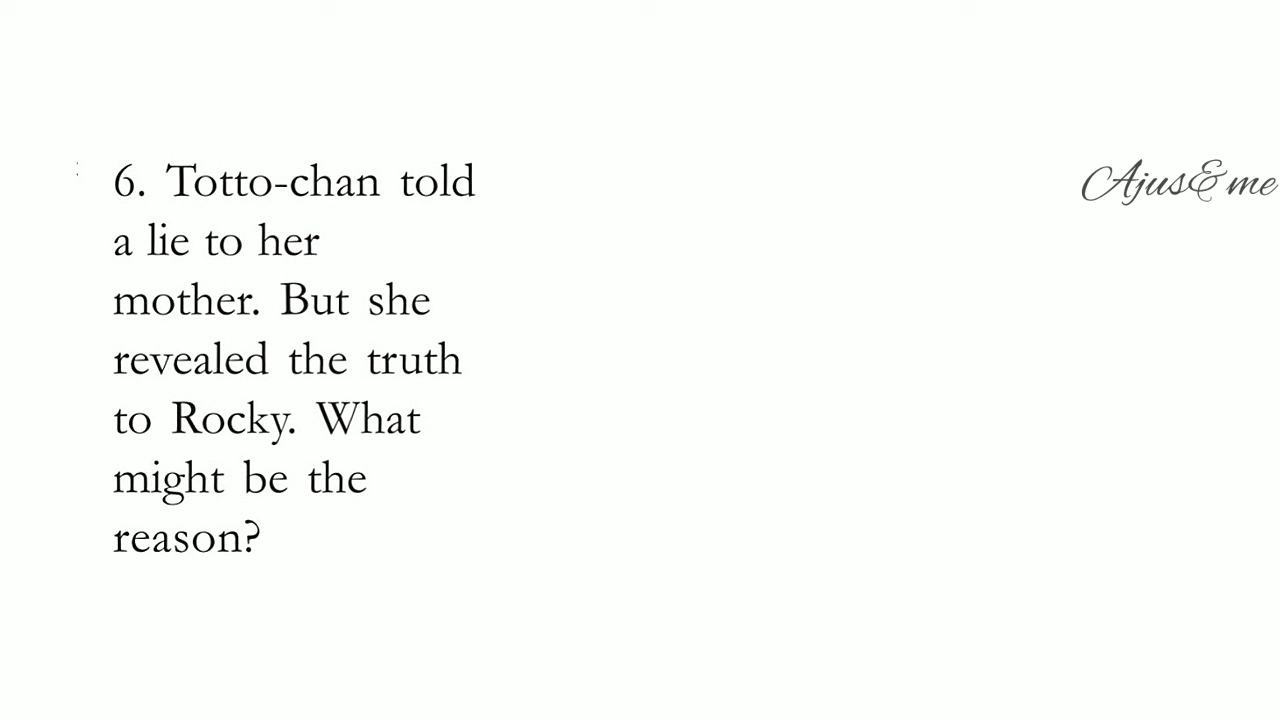 6. Totto-chan told
a lie to her
mother. But she
revealed the truth
to Rocky. What
might be the
reason?
Ajus& me